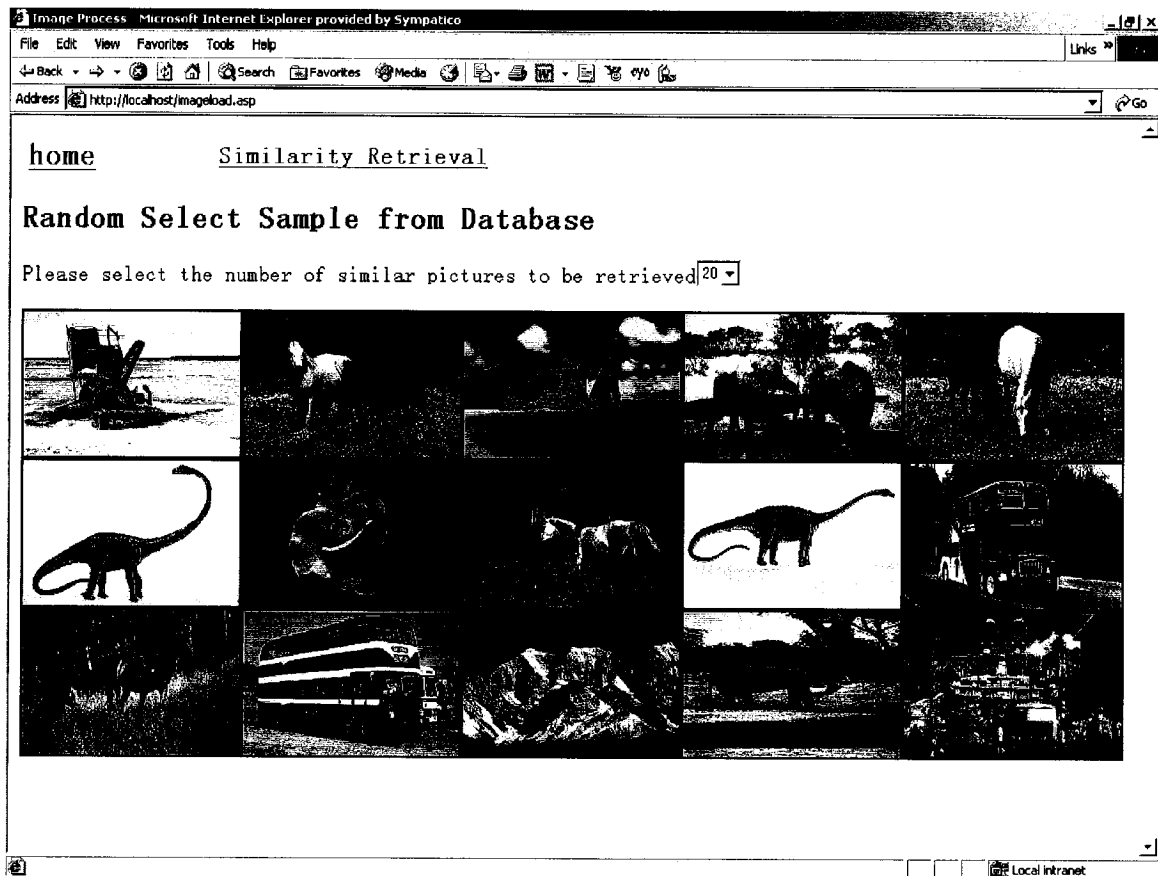 Image Process - Microsoft Internet Explorer provided by Sympatico
File Edit View Favorites Tools Help
Links »
Back Search Favorites Media
Address http://localhost/imageload.asp Go
home Similarity Retrieval
Random Select Sample from Database
Please select the number of similar pictures to be retrieved 20
Local intranet